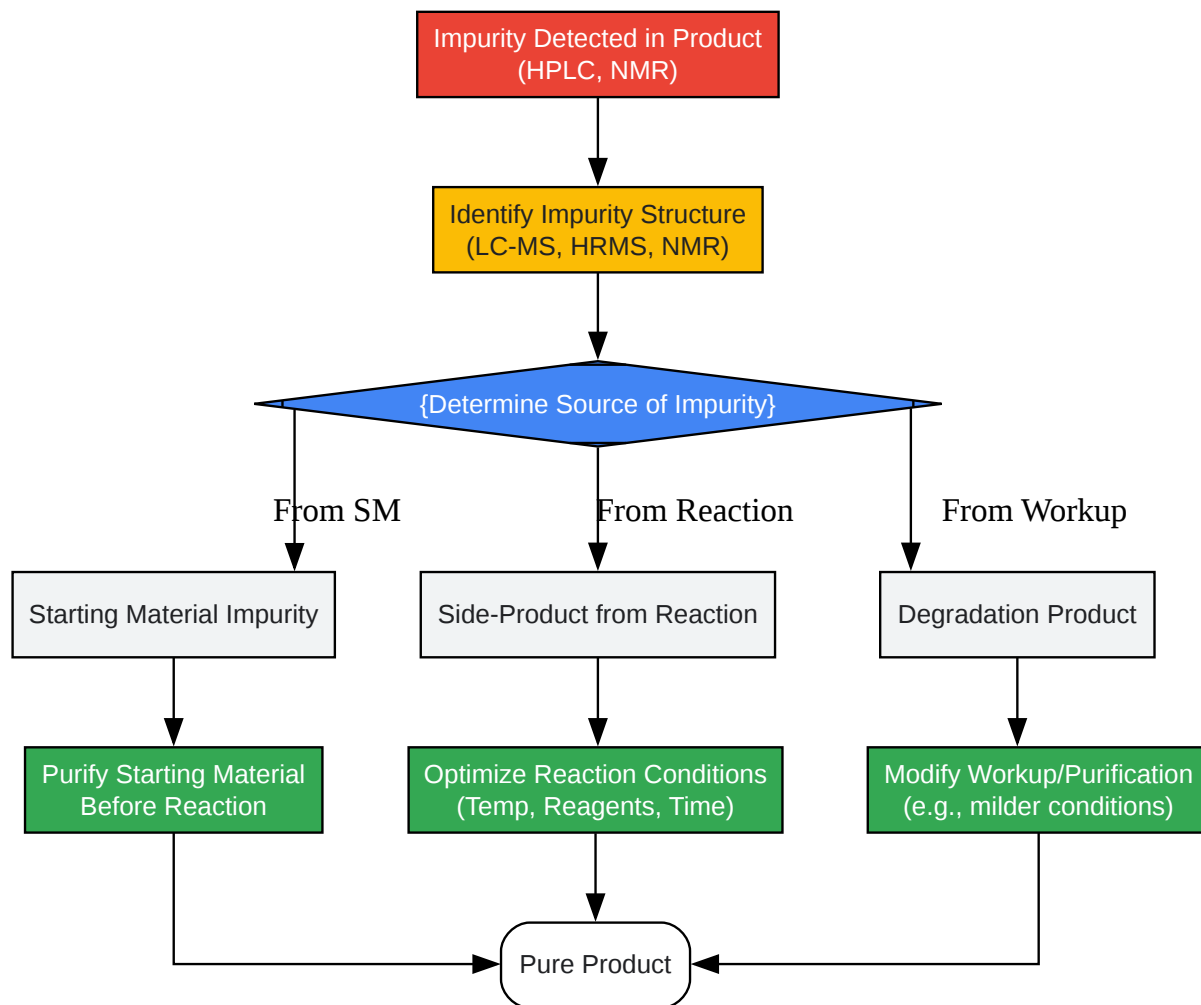 Impurity Detected in Product
(HPLC, NMR)
Identify Impurity Structure
(LC-MS, HRMS, NMR)
{Determine Source of Impurity}
From SM
From Reaction
From Workup
Starting Material Impurity
Side-Product from Reaction
Degradation Product
Purify Starting Material
Before Reaction
Optimize Reaction Conditions
(Temp, Reagents, Time)
Modify Workup/Purification
(e.g., milder conditions)
Pure Product